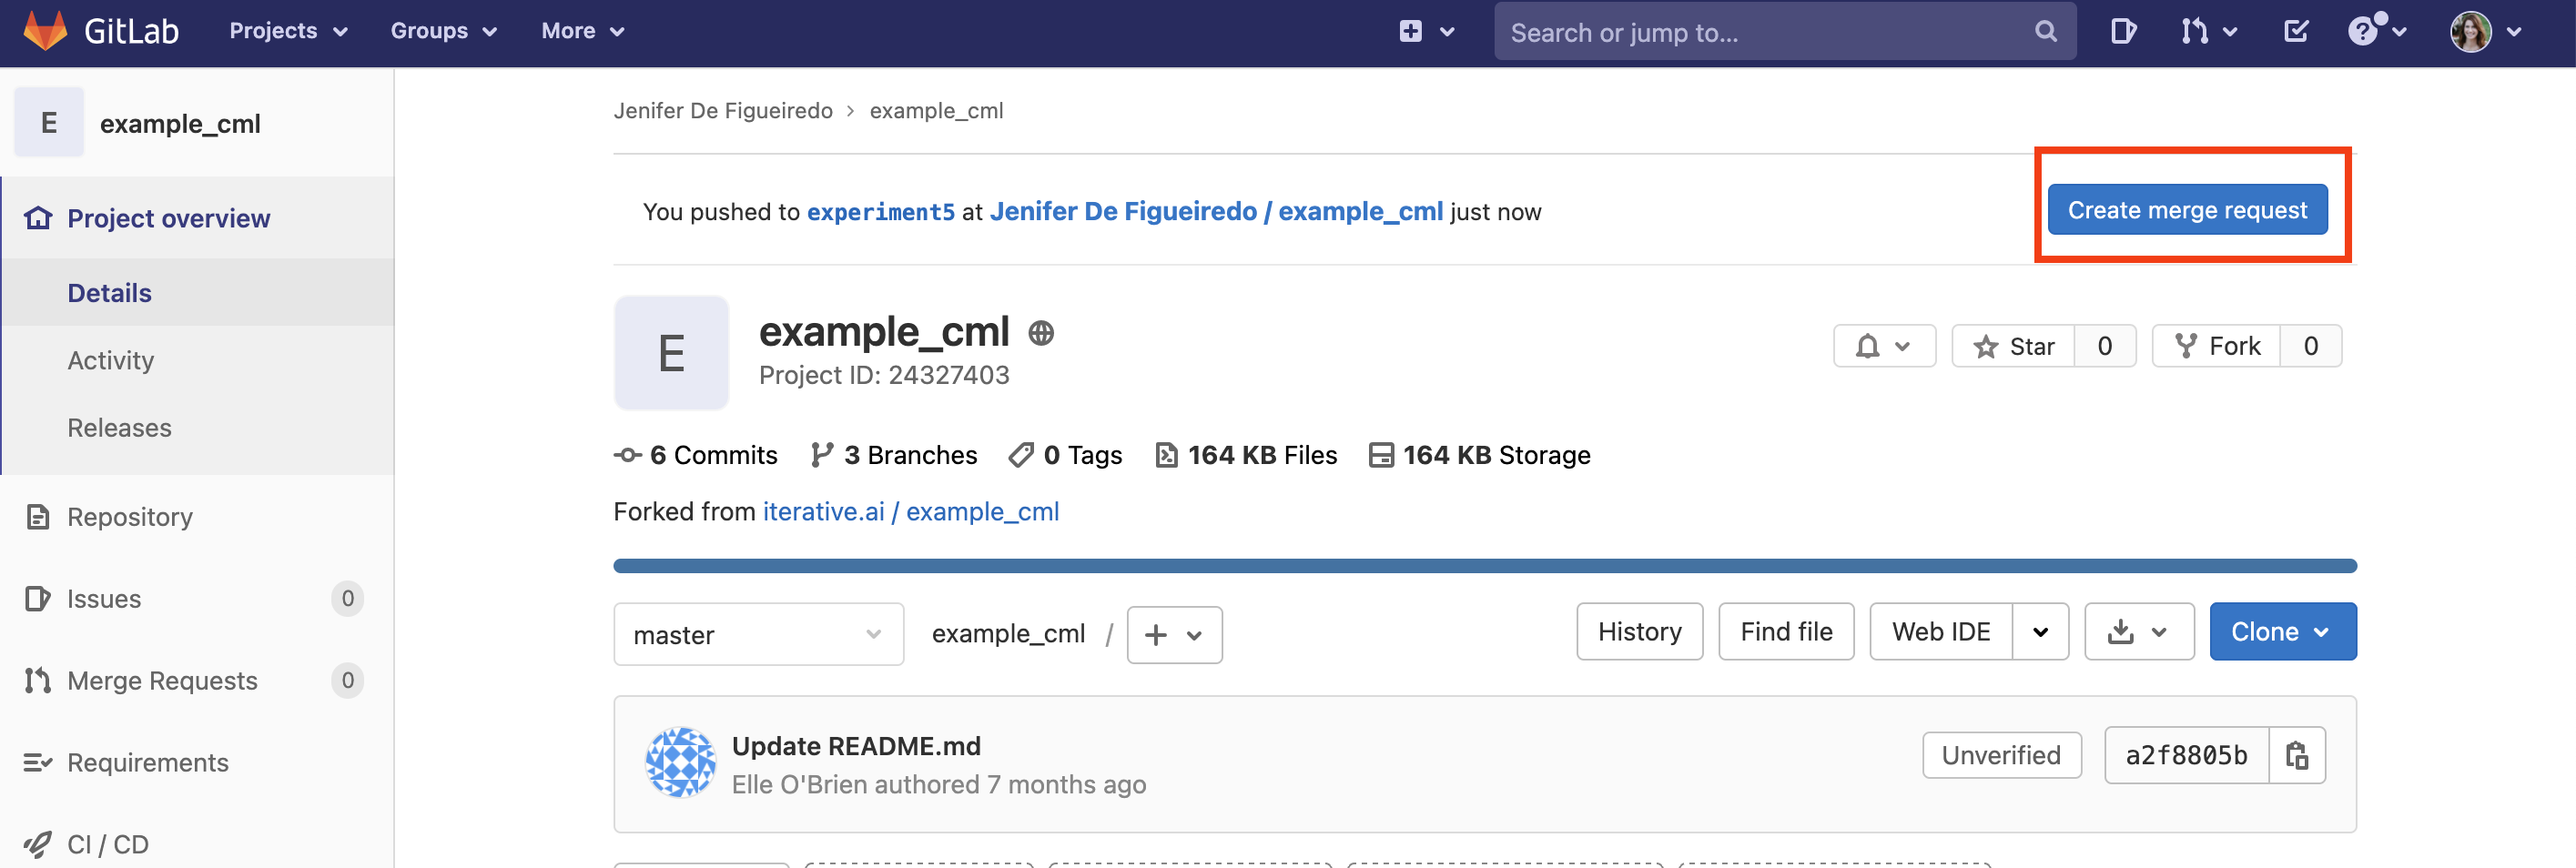 GitLab Projects Groups More Search or jump to...
E example_cml
Project overview
Details
Activity
Releases
Repository
Issues 0
Merge Requests 0
Requirements
CI / CD
Jenifer De Figueiredo > example_cml
You pushed to experiment5 at Jenifer De Figueiredo / example_cml just now Create merge request
E example_cml
Project ID: 24327403
Star 0 Fork 0
6 Commits 3 Branches 0 Tags 164 KB Files 164 KB Storage
Forked from iterative.ai / example_cml
master example_cml / + History Find file Web IDE Clone
Update README.md
Elle O'Brien authored 7 months ago
Unverified a2f8805b